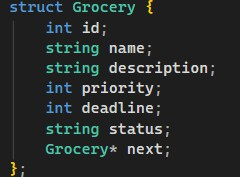 struct Grocery {
    int id;
    string name;
    string description;
    int priority;
    int deadline;
    string status;
    Grocery* next;
};